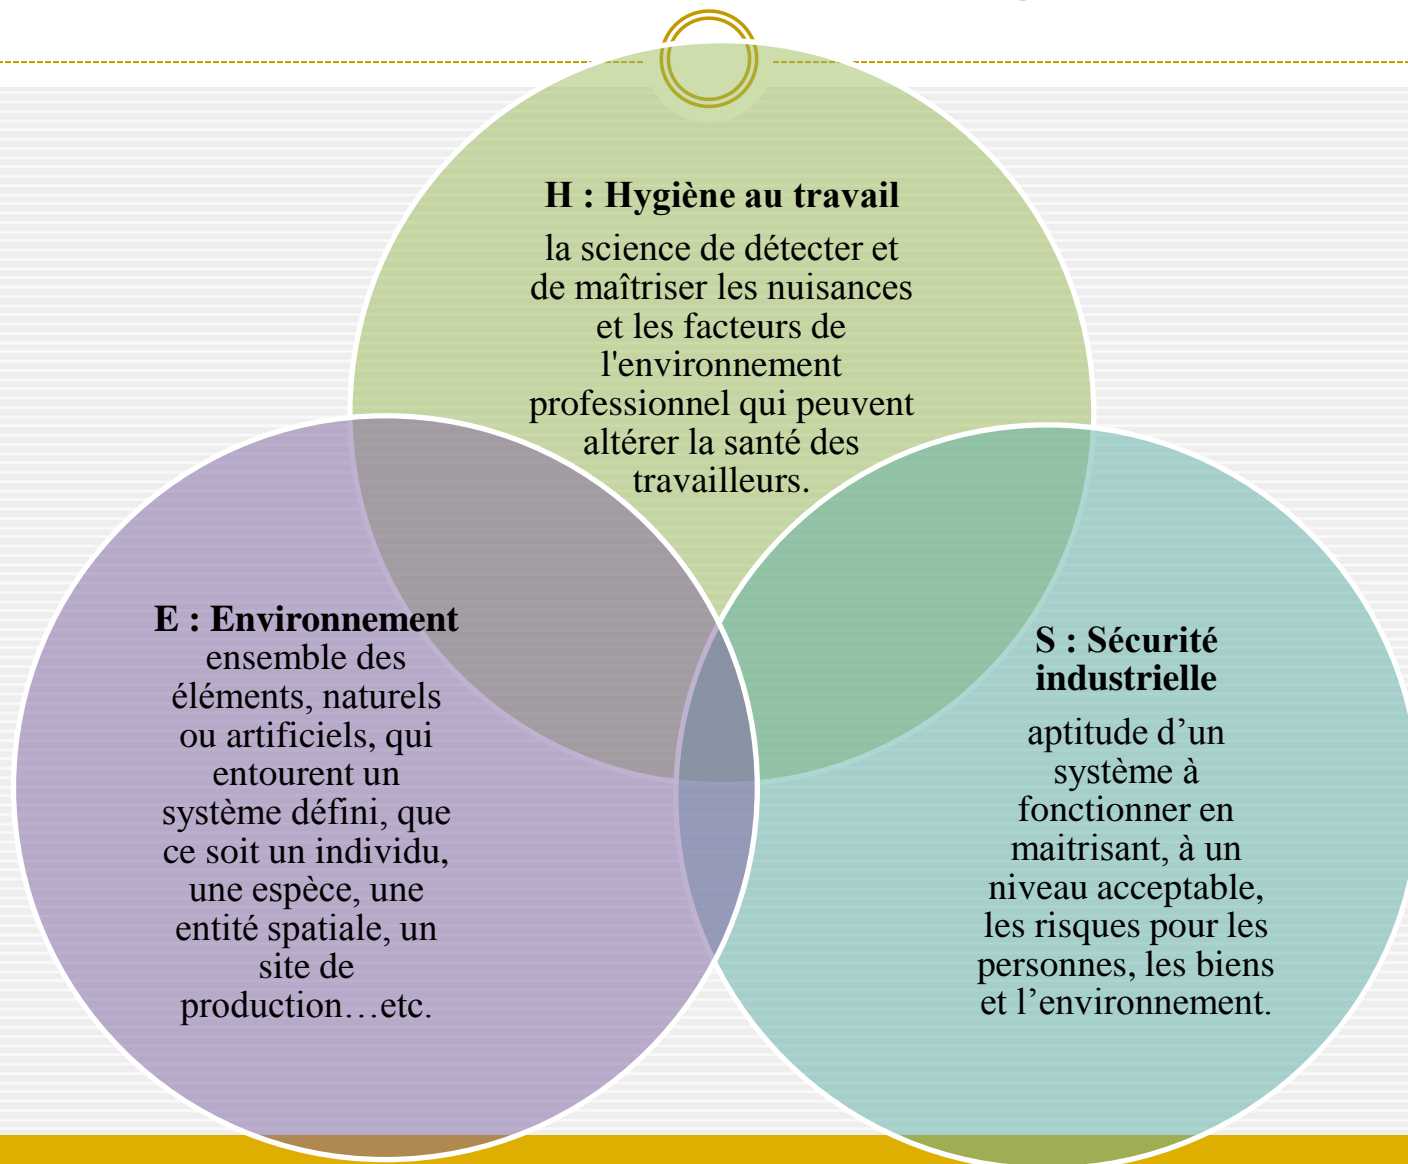 H : Hygiène au travail
la science de détecter et
de maîtriser les nuisances
et les facteurs de
l'environnement
professionnel qui peuvent
altérer la santé des
travailleurs.
E : Environnement
ensemble des
éléments, naturels
ou artificiels, qui
entourent un
système défini, que
ce soit un individu,
une espèce, une
entité spatiale, un
site de
production…etc.
S : Sécurité
industrielle
aptitude d’un
système à
fonctionner en
maitrisant, à un
niveau acceptable,
les risques pour les
personnes, les biens
et l’environnement.